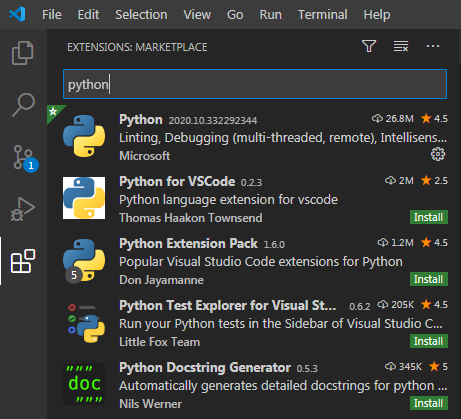 File Edit Selection View Go Run Terminal Help
EXTENSIONS: MARKETPLACE
python
Python 2020.10.332292344 26.8M 4.5
Linting, Debugging (multi-threaded, remote), Intellisens...
Microsoft
Python for VSCode 0.2.3 2M 2.5
Python language extension for vscode
Thomas Haakon Townsend Install
1
Python Extension Pack 1.6.0 1.2M 4.5
Popular Visual Studio Code extensions for Python
5
Don Jayamanne Install
Python Test Explorer for Visual St... 0.6.2 205K 4.5
Run your Python tests in the Sidebar of Visual Studio C...
Little Fox Team Install
Python Docstring Generator 0.5.3 345K 5
"""
doc
"""
Automatically generates detailed docstrings for python ...
Nils Werner Install